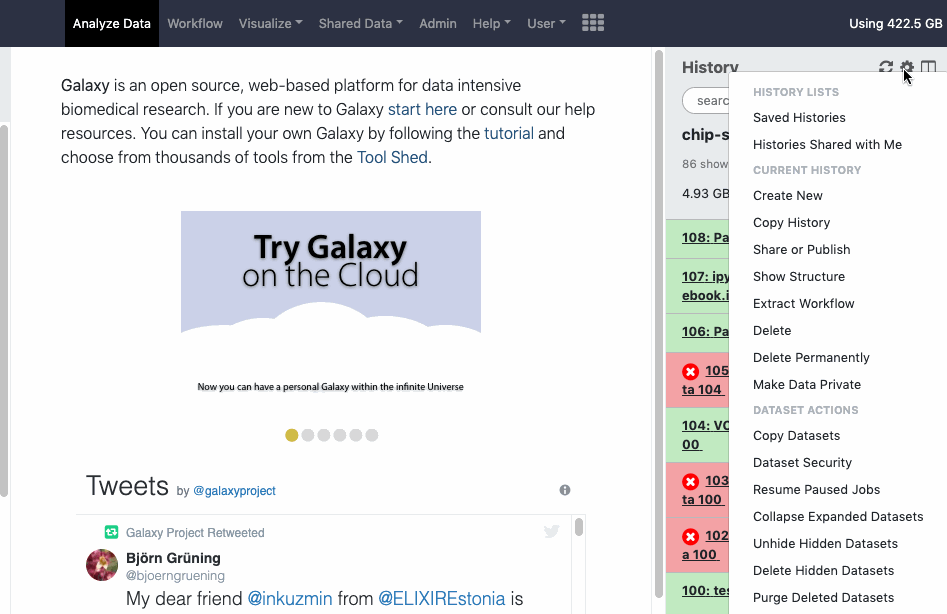 Analyze Data Workflow Visualize Shared Data Admin Help User Using 422.5 GB
Galaxy is an open source, web-based platform for data intensive
biomedical research. If you are new to Galaxy start here or consult our help
resources. You can install your own Galaxy by following the tutorial and
choose from thousands of tools from the Tool Shed.
Try Galaxy
on the Cloud
Now you can have a personal Galaxy within the infinite Universe
Tweets by @galaxyproject
Galaxy Project Retweeted
Björn Grüning
@bjoerngruening
My dear friend @inkuzmin from @ELIXIREstonia is
History
searc
chip-s
86 show
4.93 GB
108: Pa
107: ipy
ebook.i
106: Pa
105
ta 104
104: VC
00
103
ta 100
102
a 100
100: tes
HISTORY LISTS
Saved Histories
Histories Shared with Me
CURRENT HISTORY
Create New
Copy History
Share or Publish
Show Structure
Extract Workflow
Delete
Delete Permanently
Make Data Private
DATASET ACTIONS
Copy Datasets
Dataset Security
Resume Paused Jobs
Collapse Expanded Datasets
Unhide Hidden Datasets
Delete Hidden Datasets
Purge Deleted Datasets